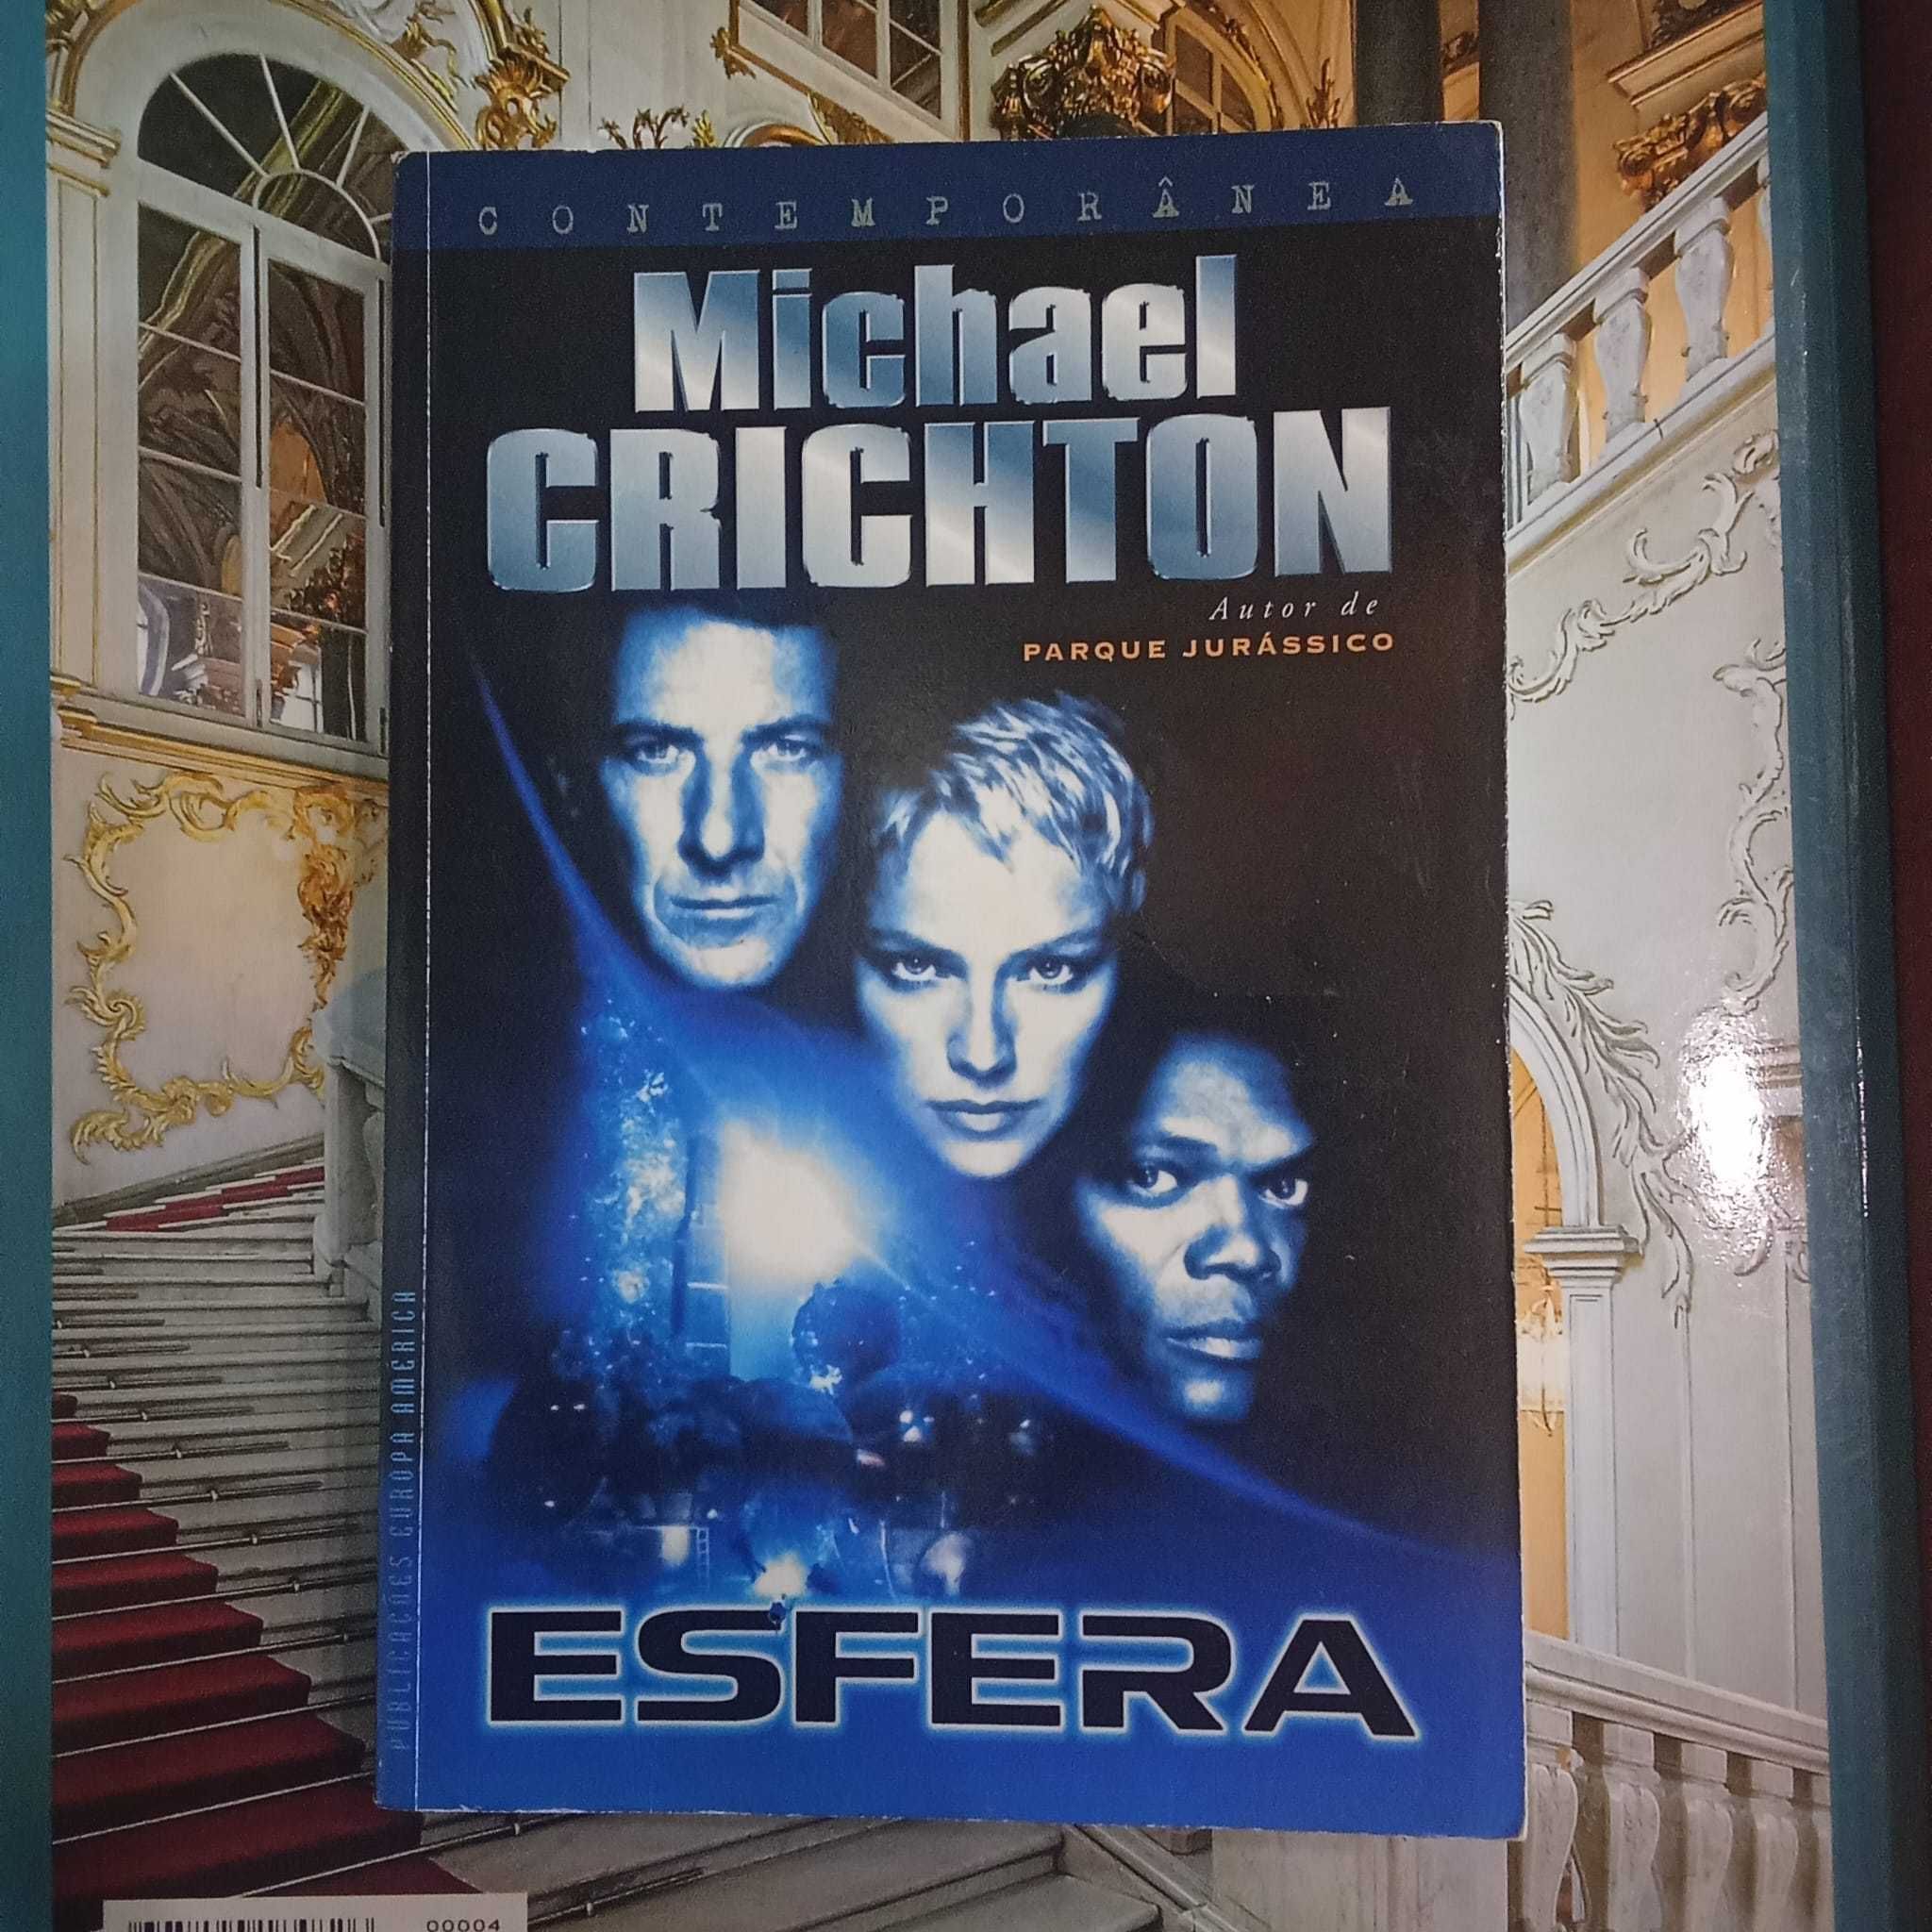 CONTEMPORÂNEA
Michael
CRICHTON
Autor de
PARQUE JURÁSSICO
ESFERA
PUBLICAÇÕES EUROPA AMÉRICA
00004